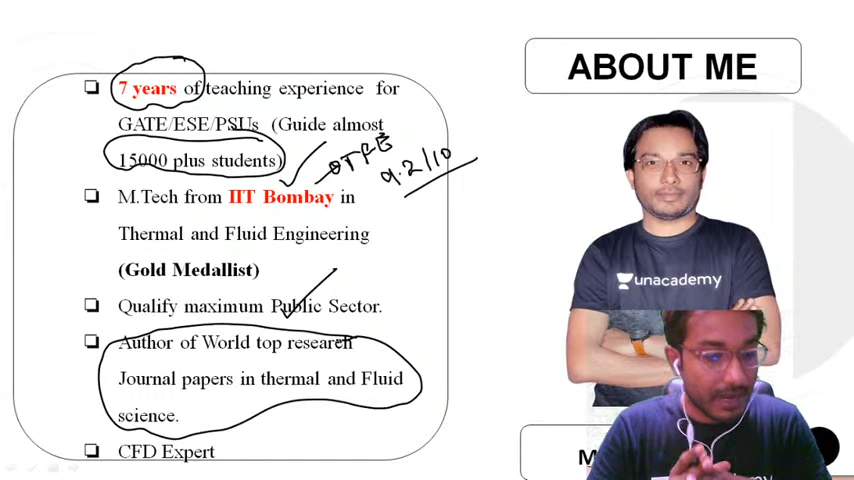 ABOUT ME
❑ 7 years of teaching experience for
GATE/ESE/PSUs (Guide almost
15000 plus students)
9.2/10
❑ M.Tech from IIT Bombay in
Thermal and Fluid Engineering
(Gold Medallist)
❑ Qualify maximum Public Sector.
❑ Author of World top research
Journal papers in thermal and Fluid
science.
❑ CFD Expert
unacademy
M